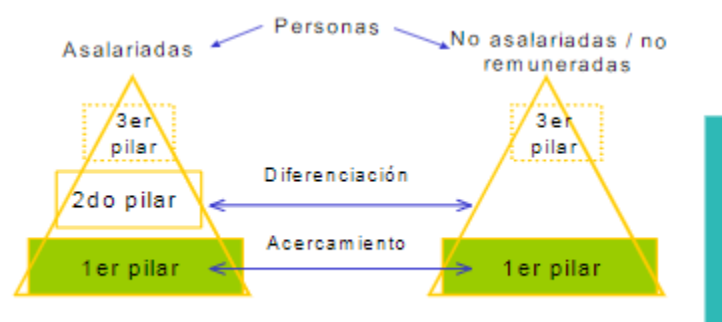 Personas
Asalariadas
No asalariadas / no
remuneradas
3er
pilar
3er
pilar
Diferenciación
2do pilar
Acercamiento
1er pilar
1er pilar